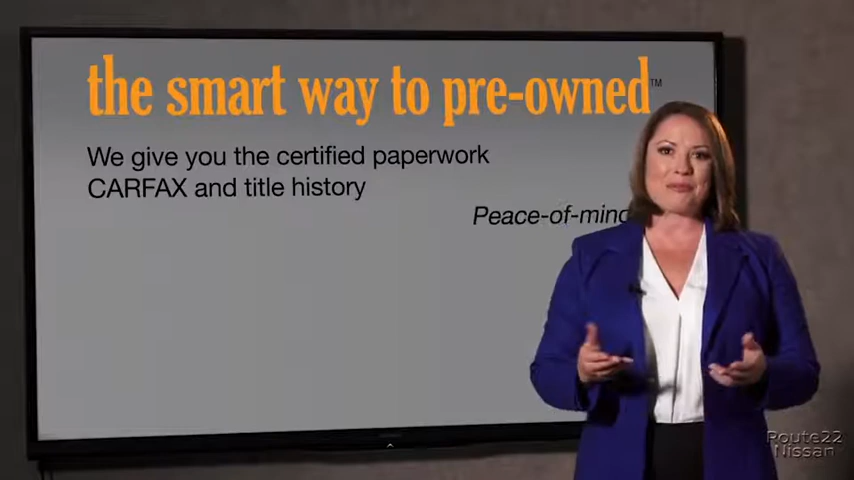 the smart way to pre-owned™
We give you the certified paperwork
CARFAX and title history
Peace-of-mind
Route22
Nissan